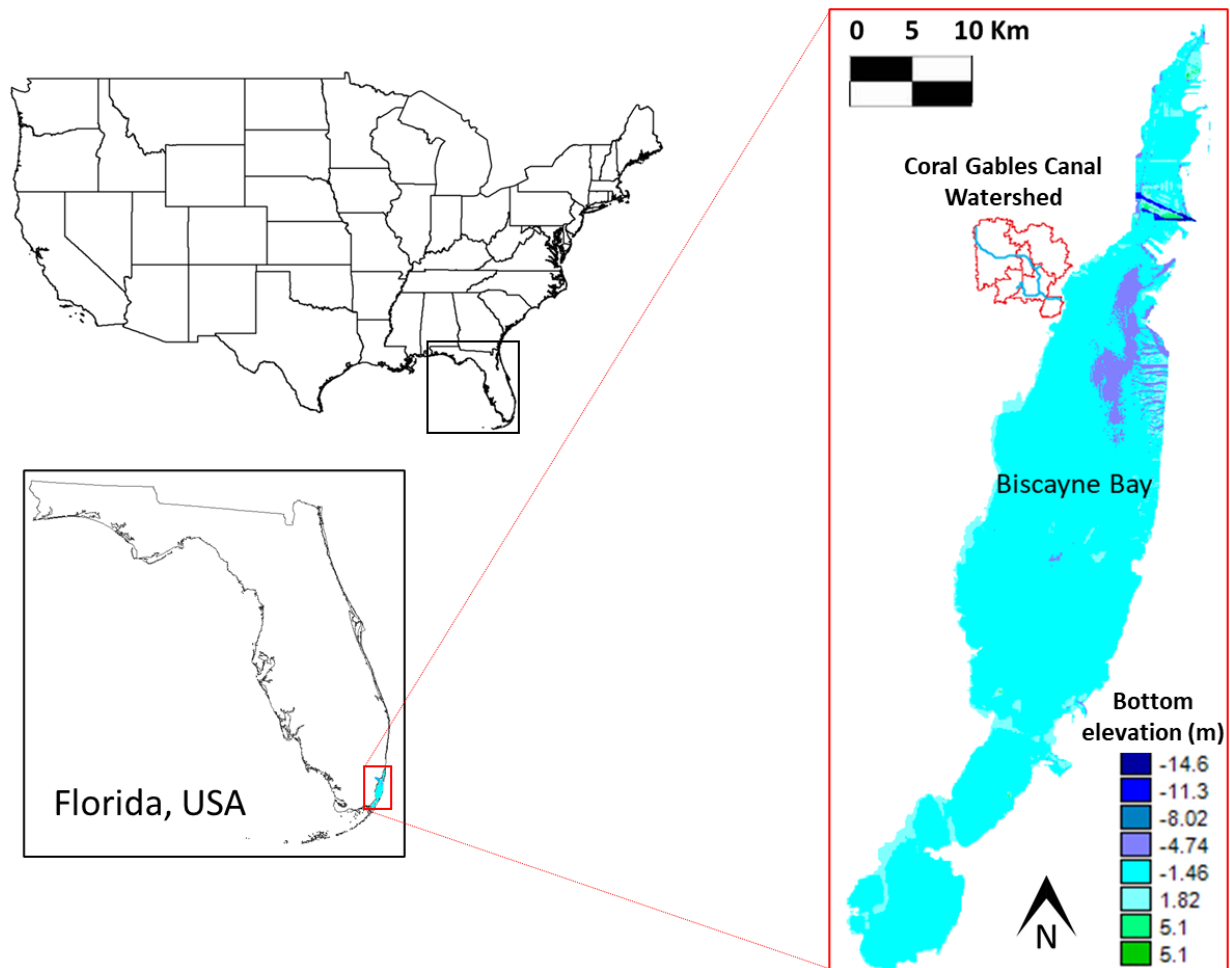 0 5 10 Km
Coral Gables Canal
Watershed
Biscayne Bay
Bottom
elevation (m)
-14.6
-11.3
-8.02
-4.74
-1.46
1.82
5.1
5.1
N
Florida, USA